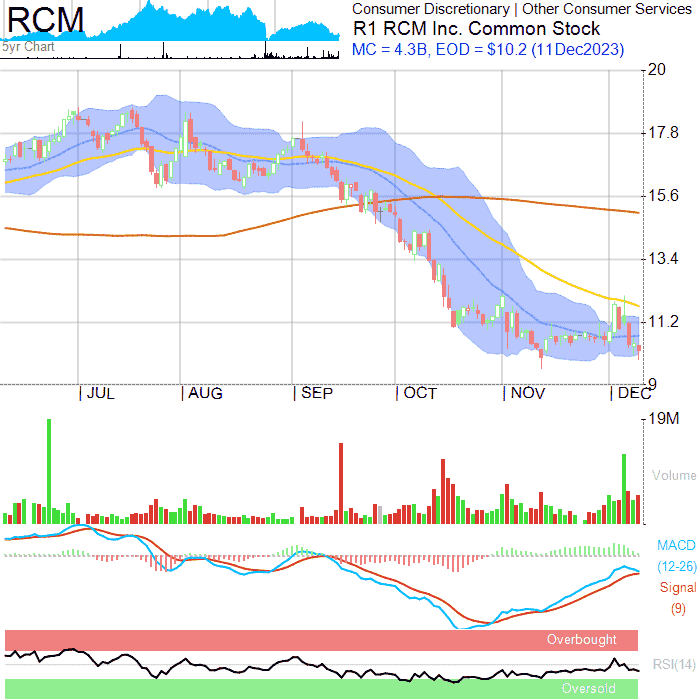 RCM
5yr Chart
Consumer Discretionary | Other Consumer Services
R1 RCM Inc. Common Stock
MC = 4.3B, EOD = $10.2 (11Dec2023)
20
17.8
15.6
13.4
11.2
9
JUL AUG SEP OCT NOV DEC
19M
Volume
MACD
(12-26)
Signal
(9)
Overbought
RSI(14)
Oversold